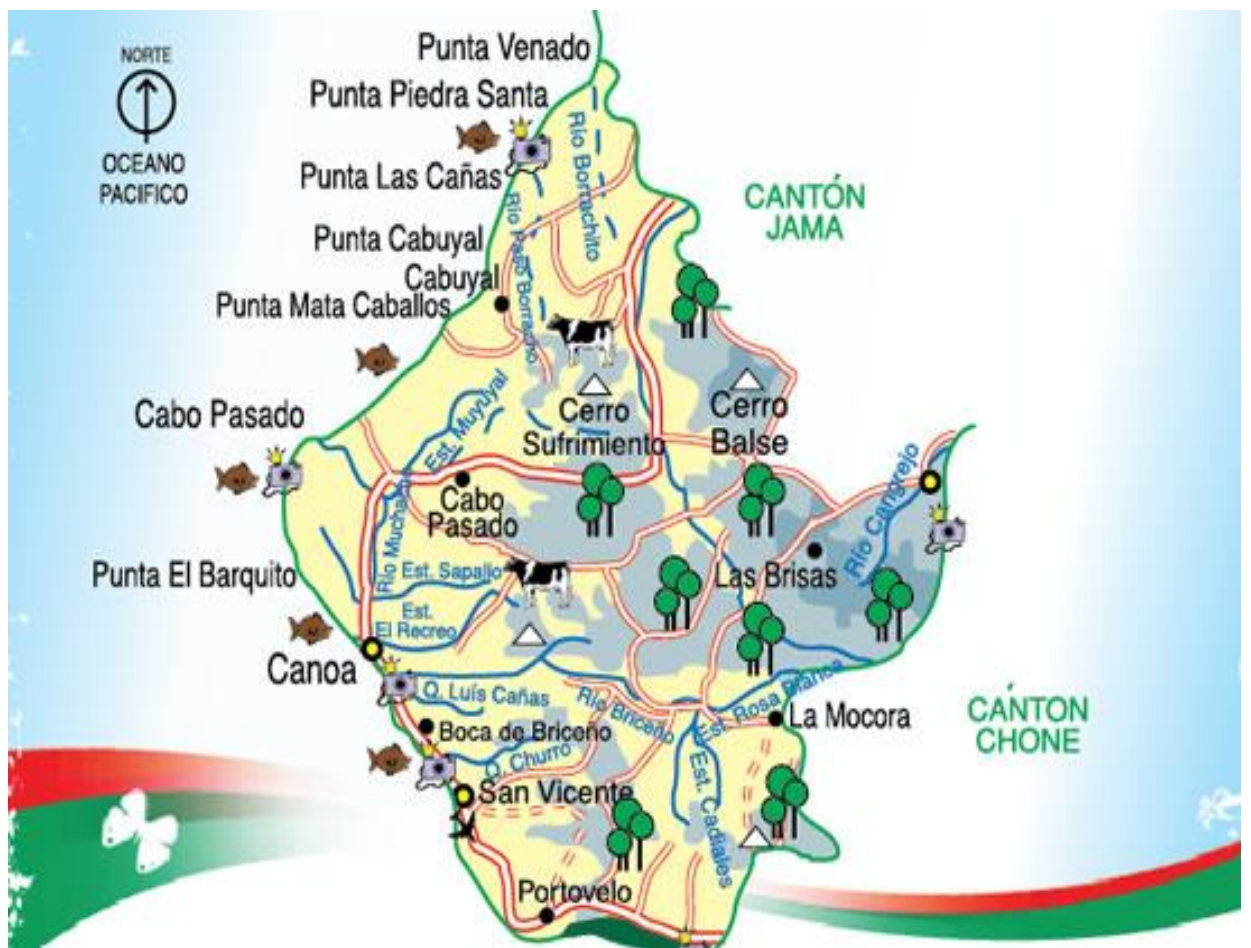 NORTE
OCEANO
PACIFICO
Punta Venado
Punta Piedra Santa
Punta Las Cañas
Río Borrachito
CANTÓN
JAMA
Punta Cabuyal
Cabuyal
Río Paso Borracho
Punta Mata Caballos
Cabo Pasado
Est. Muyuyal
Cerro
Sufrimiento
Cerro
Balse
Cabo
Pasado
Río Muchacho
Río Cangrejo
Las Brisas
Punta El Barquito
Est. Sapallo
Est.
El Recreo
Canoa
Q. Luís Cañas
Río Briceño
Est. Rosa Blanca
La Mocora
CÁNTON
CHONE
Boca de Briceño
Q. Churro
San Vicente
Est. Cadiales
Portovelo